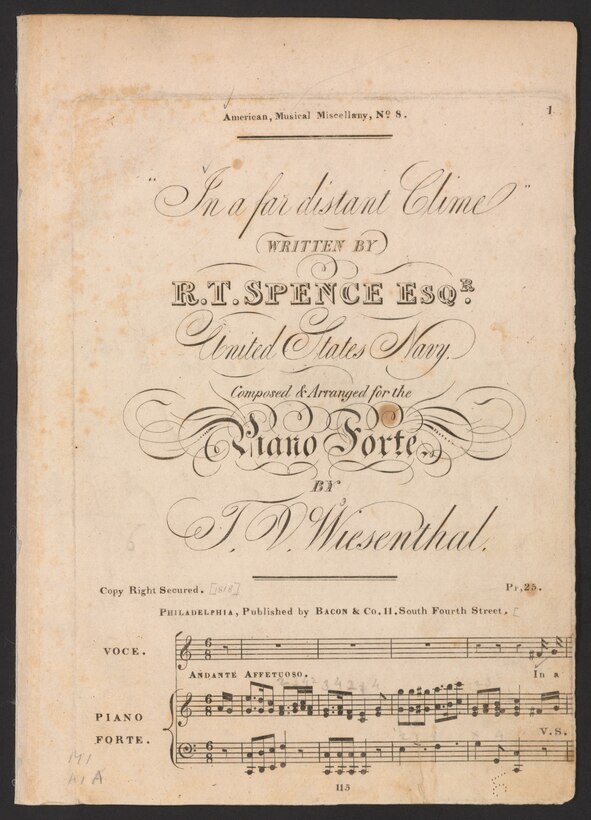 American, Musical Miscellany, Nº 8.
1
"In a far distant Clime"
WRITTEN BY
R.T. SPENCE ESQR.
United States Navy.
Composed & Arranged for the
Piano Forte,
BY
T. V. Wiesenthal.
Copy Right Secured. [1818]
Pr, 25.
PHILADELPHIA, Published by BACON & Co. 11. South Fourth Street.
VOCE.
ANDANTE AFFETUOSO.
In a
PIANO
FORTE.
V.S.
M1
A1 A
115